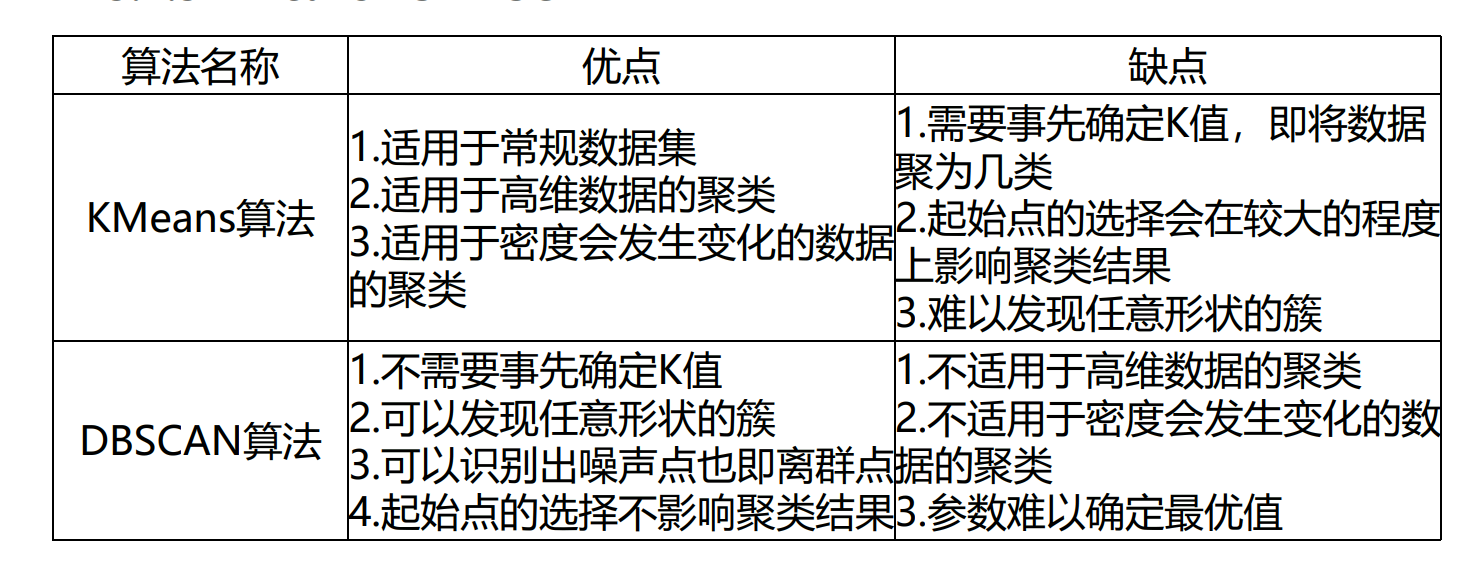 算法名称
优点
缺点
KMeans算法
1.适用于常规数据集
2.适用于高维数据的聚类
3.适用于密度会发生变化的数据
的聚类
1.需要事先确定K值，即将数据
聚为几类
2.起始点的选择会在较大的程度
上影响聚类结果
3.难以发现任意形状的簇
DBSCAN算法
1.不需要事先确定K值
2.可以发现任意形状的簇
3.可以识别出噪声点也即离群点
4.起始点的选择不影响聚类结果
1.不适用于高维数据的聚类
2.不适用于密度会发生变化的数
据的聚类
3.参数难以确定最优值